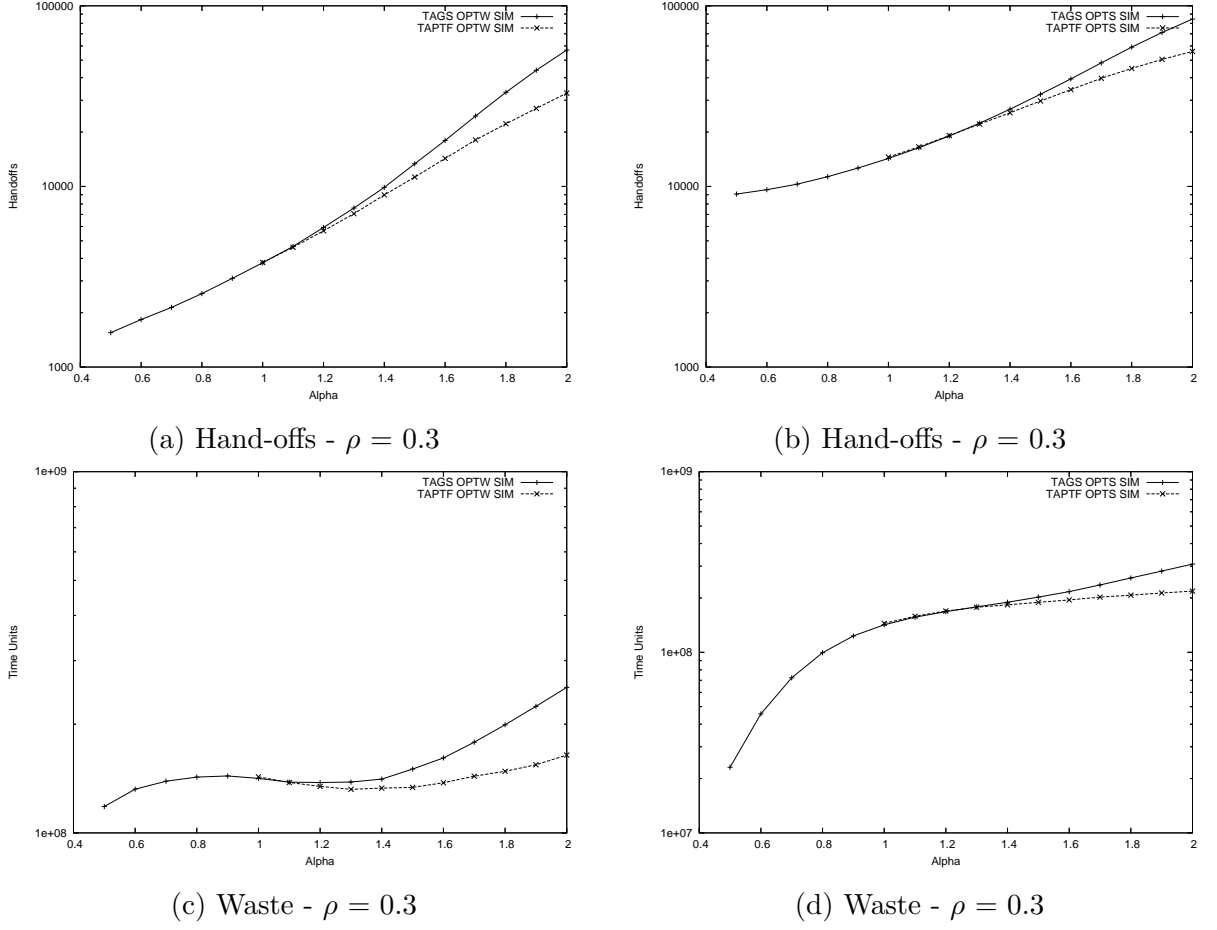 100000
TAGS OPTW SIM
TAPTF OPTW SIM
Handoffs
10000
1000
0.4 0.6 0.8 1 1.2 1.4 1.6 1.8 2
Alpha
(a) Hand-offs - ρ = 0.3
100000
TAGS OPTS SIM
TAPTF OPTS SIM
Handoffs
10000
1000
0.4 0.6 0.8 1 1.2 1.4 1.6 1.8 2
Alpha
(b) Hand-offs - ρ = 0.3
1e+09
TAGS OPTW SIM
TAPTF OPTW SIM
Time Units
1e+08
0.4 0.6 0.8 1 1.2 1.4 1.6 1.8 2
Alpha
(c) Waste - ρ = 0.3
1e+09
TAGS OPTS SIM
TAPTF OPTS SIM
Time Units
1e+08
1e+07
0.4 0.6 0.8 1 1.2 1.4 1.6 1.8 2
Alpha
(d) Waste - ρ = 0.3